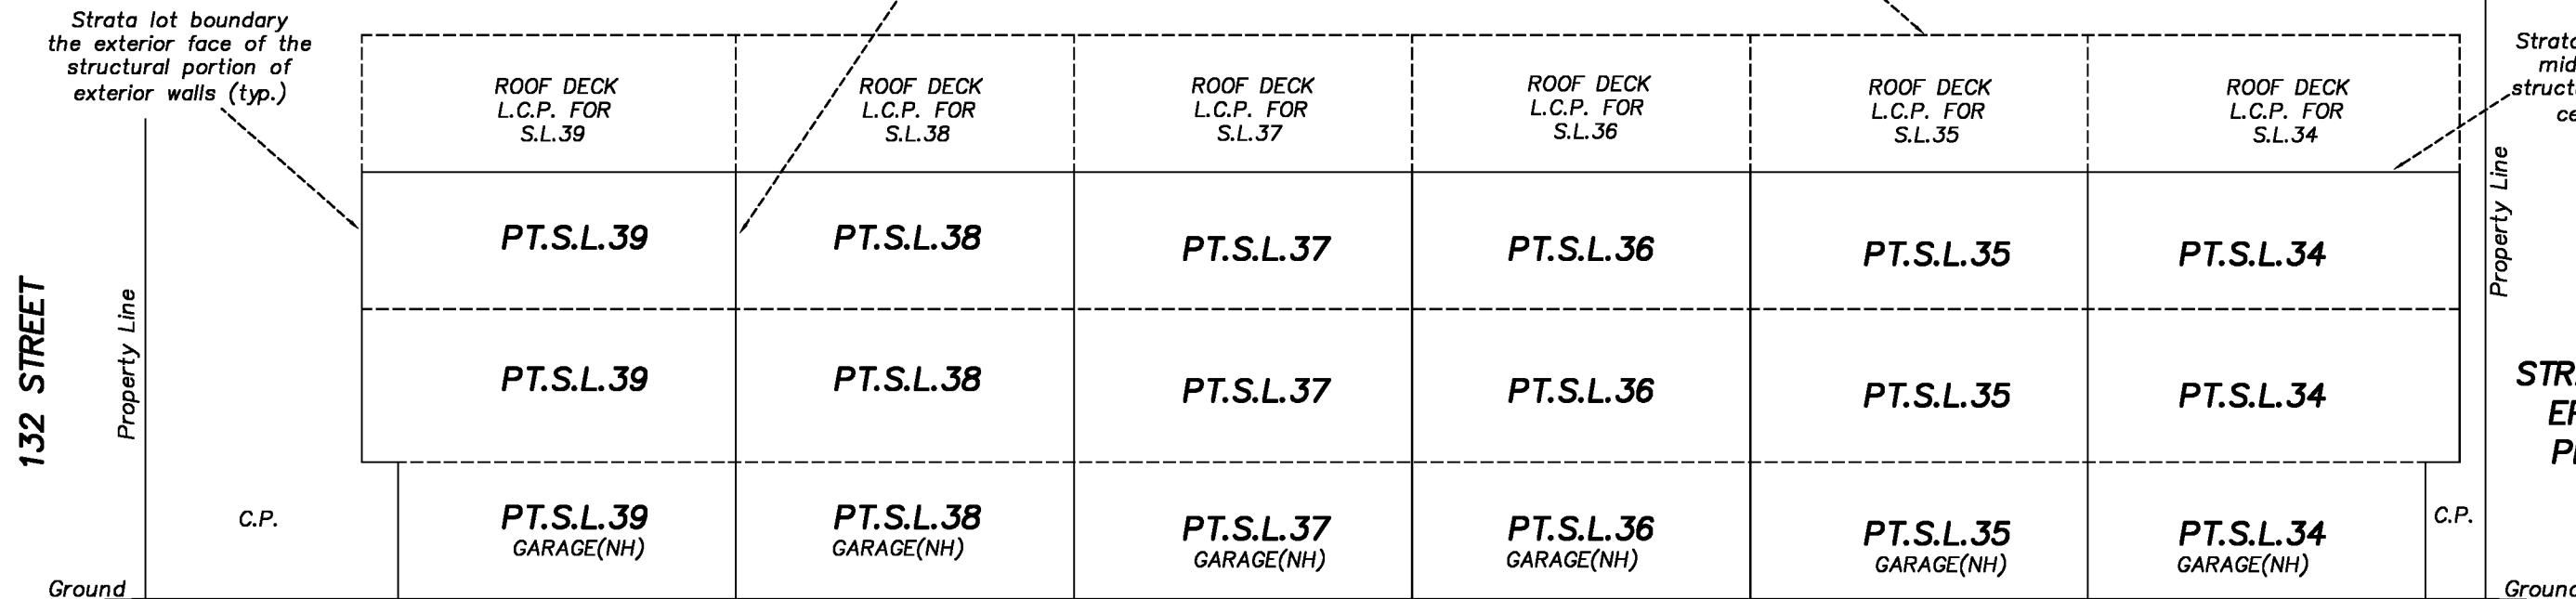 Strata lot boundary
the exterior face of the
structural portion of
exterior walls (typ.)
ROOF DECK
L.C.P. FOR
S.L.39
ROOF DECK
L.C.P. FOR
S.L.38
ROOF DECK
L.C.P. FOR
S.L.37
ROOF DECK
L.C.P. FOR
S.L.36
ROOF DECK
L.C.P. FOR
S.L.35
ROOF DECK
L.C.P. FOR
S.L.34
Property Line
132 STREET
Property Line
PT.S.L.39
PT.S.L.38
PT.S.L.37
PT.S.L.36
PT.S.L.35
PT.S.L.34
PT.S.L.39
PT.S.L.38
PT.S.L.37
PT.S.L.36
PT.S.L.35
PT.S.L.34
C.P.
PT.S.L.39
GARAGE(NH)
PT.S.L.38
GARAGE(NH)
PT.S.L.37
GARAGE(NH)
PT.S.L.36
GARAGE(NH)
PT.S.L.35
GARAGE(NH)
PT.S.L.34
GARAGE(NH)
C.P.
Ground
Ground